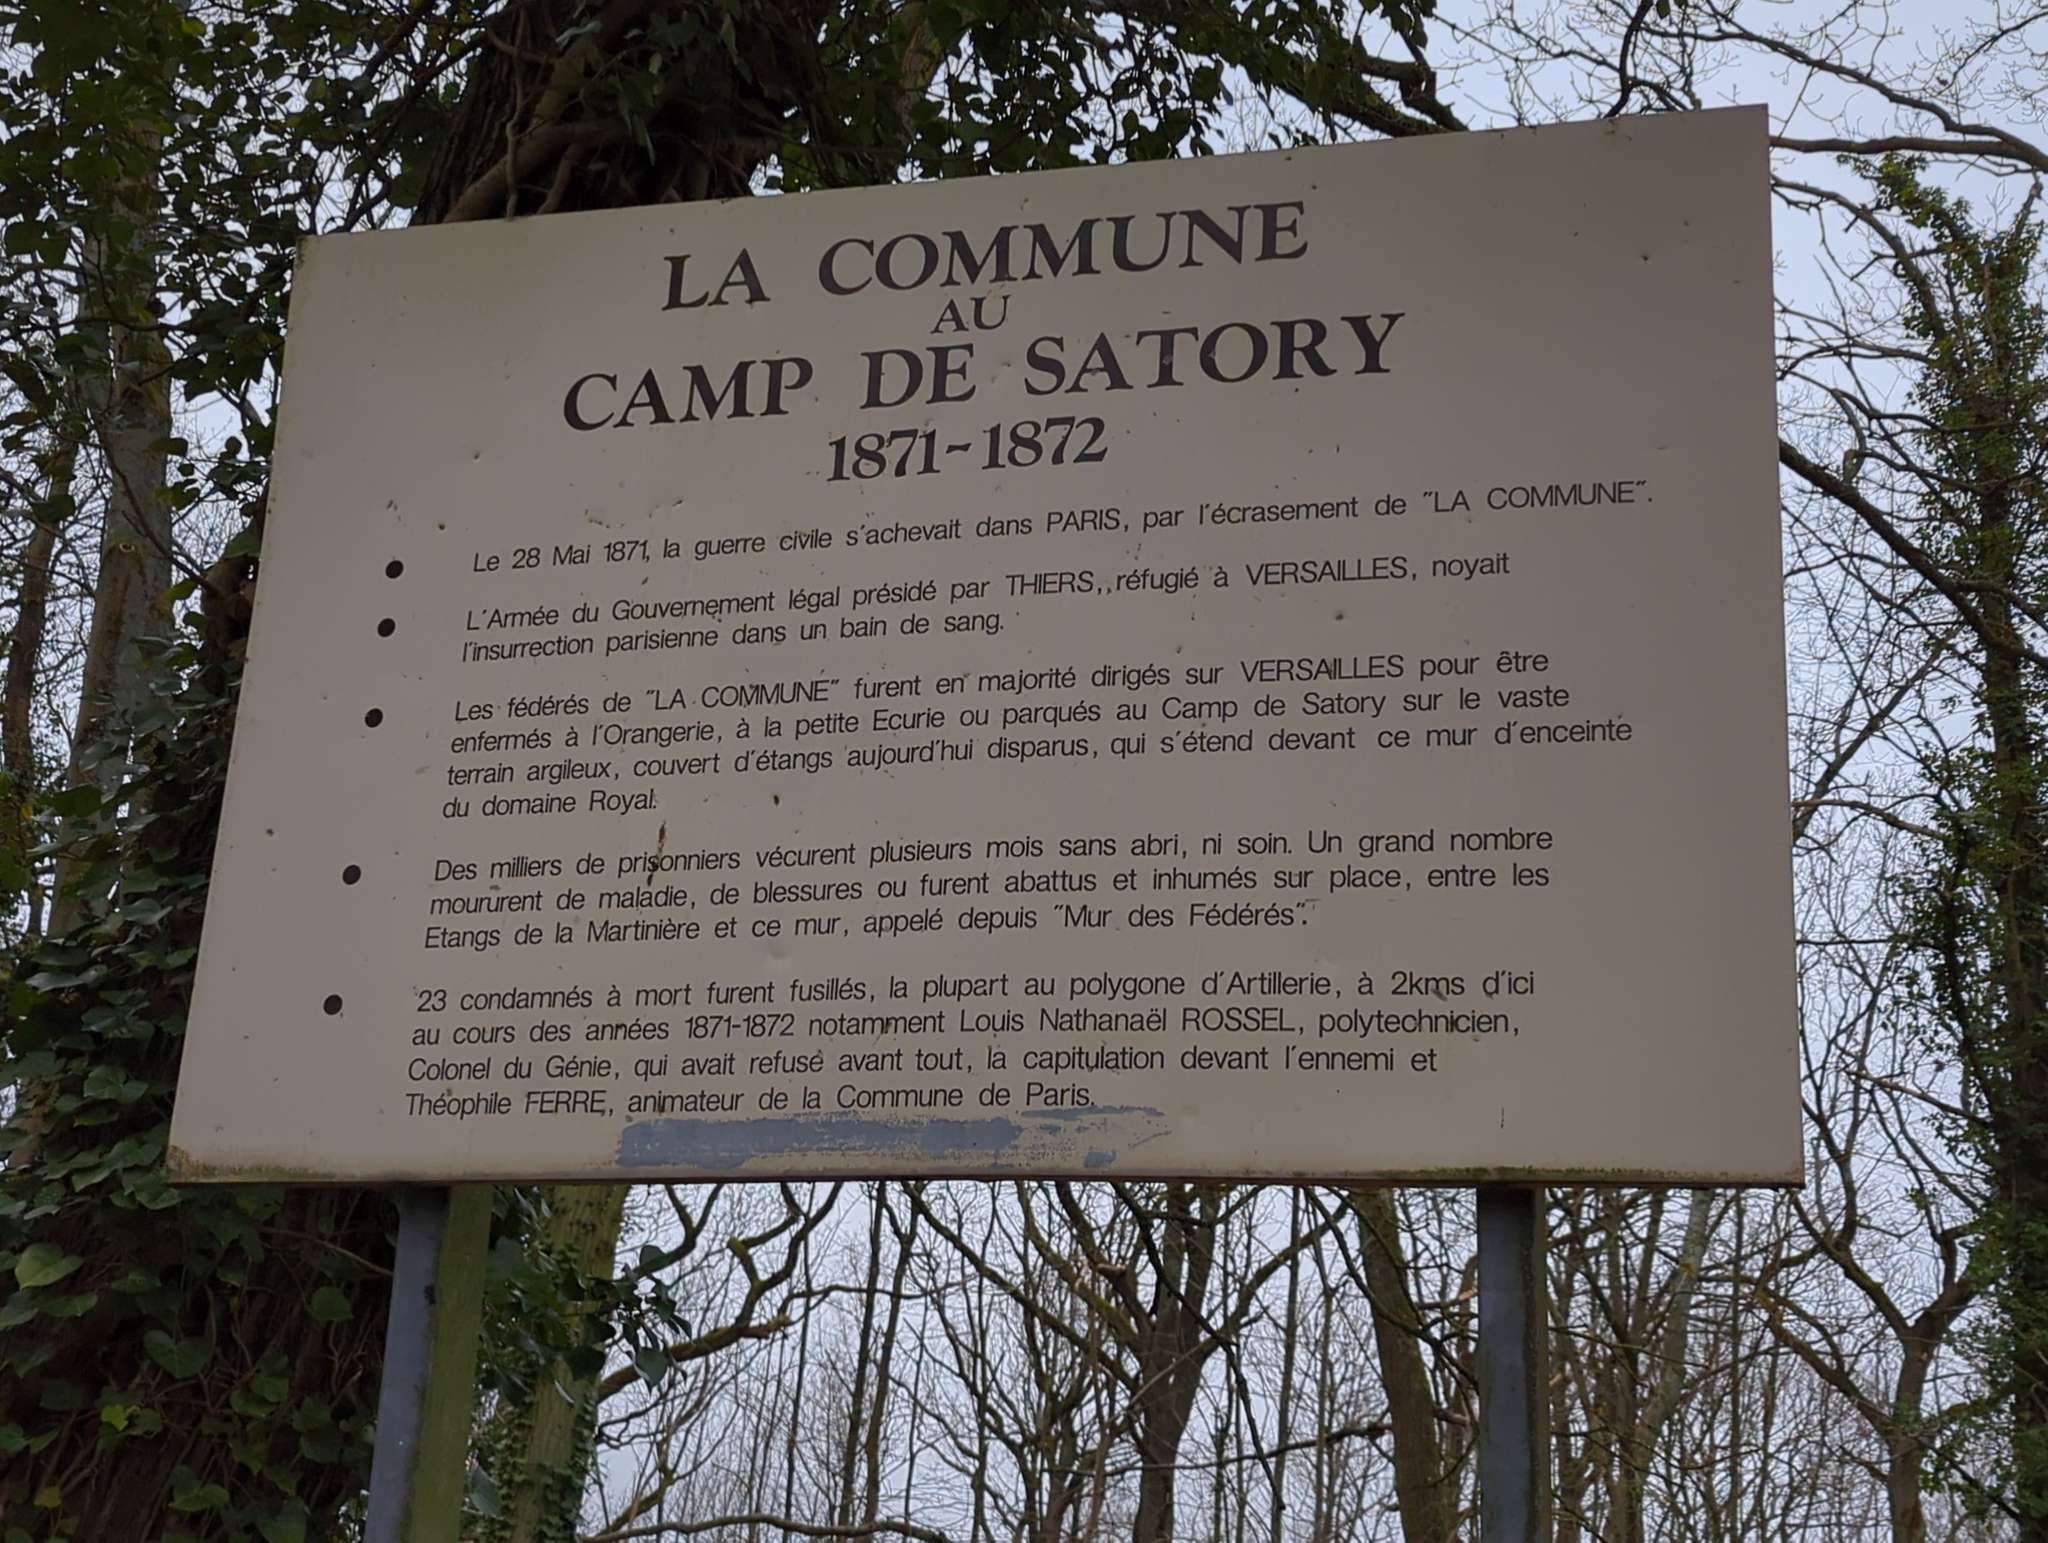 LA COMMUNE
AU
CAMP DE SATORY
1871-1872
● Le 28 Mai 1871, la guerre civile s'achevait dans PARIS, par l'écrasement de "LA COMMUNE".
● L'Armée du Gouvernement légal présidé par THIERS, réfugié à VERSAILLES, noyait
l'insurrection parisienne dans un bain de sang.
● Les fédérés de "LA COMMUNE" furent en majorité dirigés sur VERSAILLES pour être
enfermés à l'Orangerie, à la petite Ecurie ou parqués au Camp de Satory sur le vaste
terrain argileux, couvert d'étangs aujourd'hui disparus, qui s'étend devant ce mur d'enceinte
du domaine Royal.
● Des milliers de prisonniers vécurent plusieurs mois sans abri, ni soin. Un grand nombre
moururent de maladie, de blessures ou furent abattus et inhumés sur place, entre les
Etangs de la Martinière et ce mur, appelé depuis "Mur des Fédérés".
● 23 condamnés à mort furent fusillés, la plupart au polygone d'Artillerie, à 2kms d'ici
au cours des années 1871-1872 notamment Louis Nathanaël ROSSEL, polytechnicien,
Colonel du Génie, qui avait refusé avant tout, la capitulation devant l'ennemi et
Théophile FERRE, animateur de la Commune de Paris.